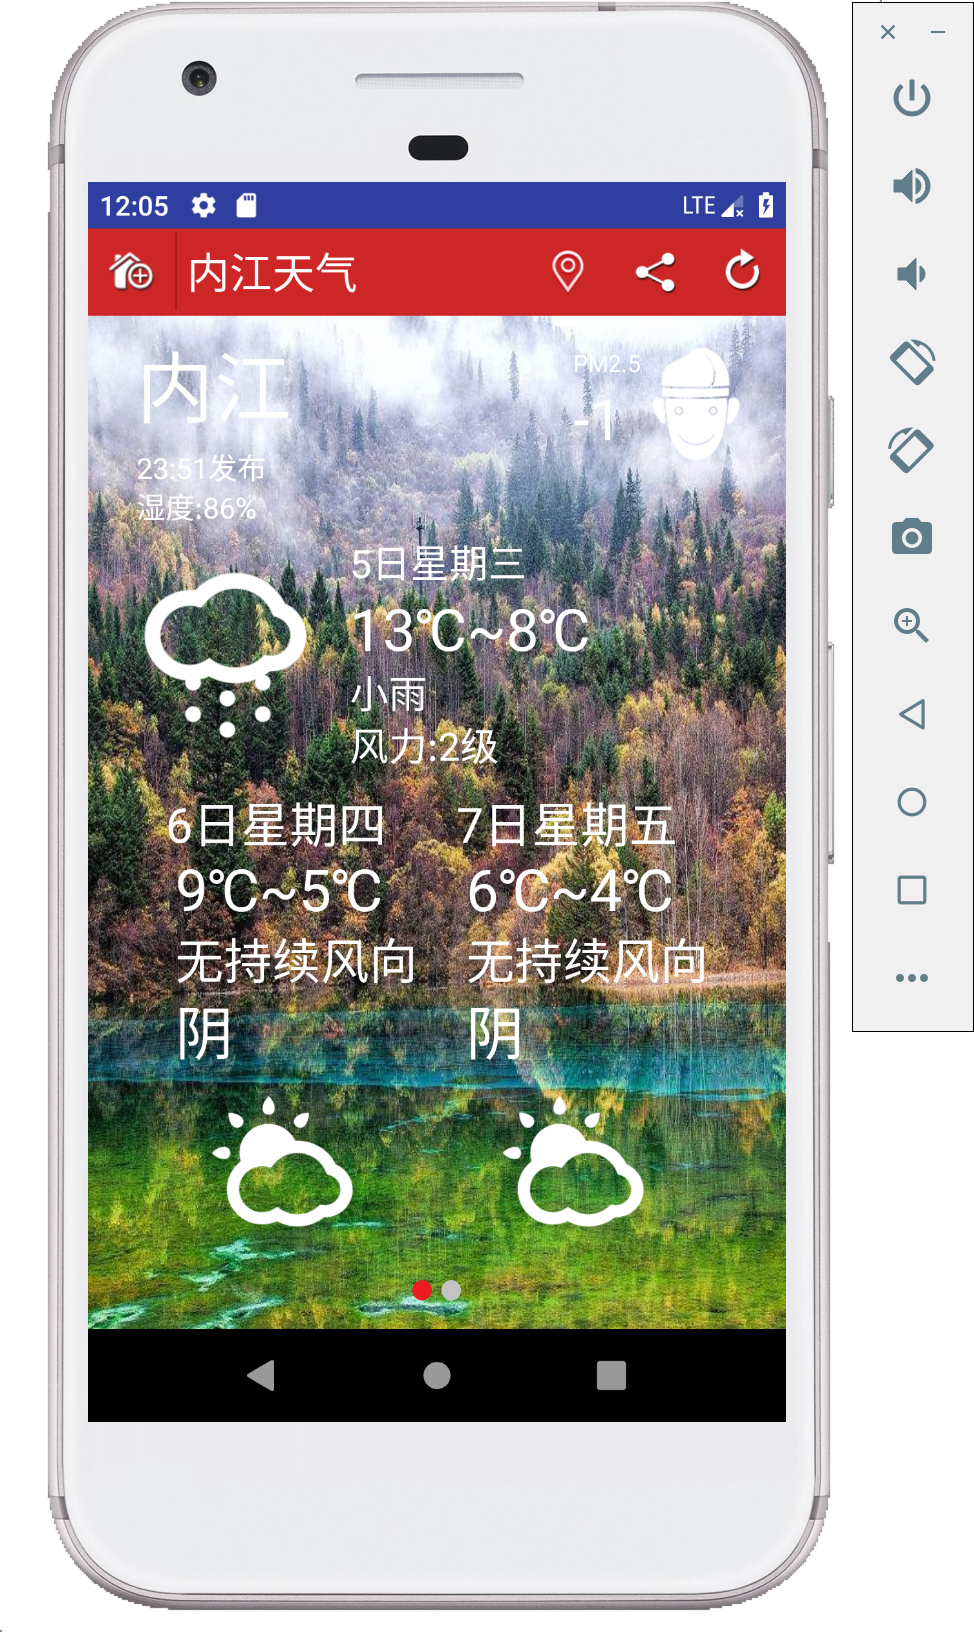 12:05
LTE
内江天气
内江
PM2.5
-1
23:51发布
湿度:86%
5日星期三
13℃~8℃
小雨
风力:2级
6日星期四
9℃~5℃
无持续风向
阴
7日星期五
6℃~4℃
无持续风向
阴